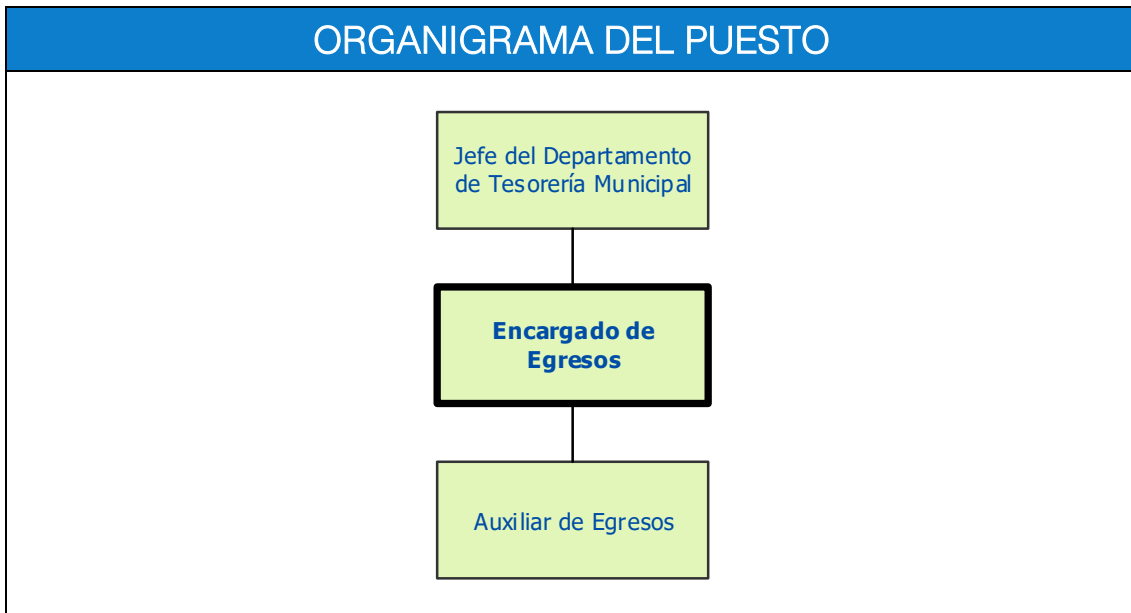 ORGANIGRAMA DEL PUESTO
Jefe del Departamento
de Tesorería Municipal
Encargado de
Egresos
Auxiliar de Egresos